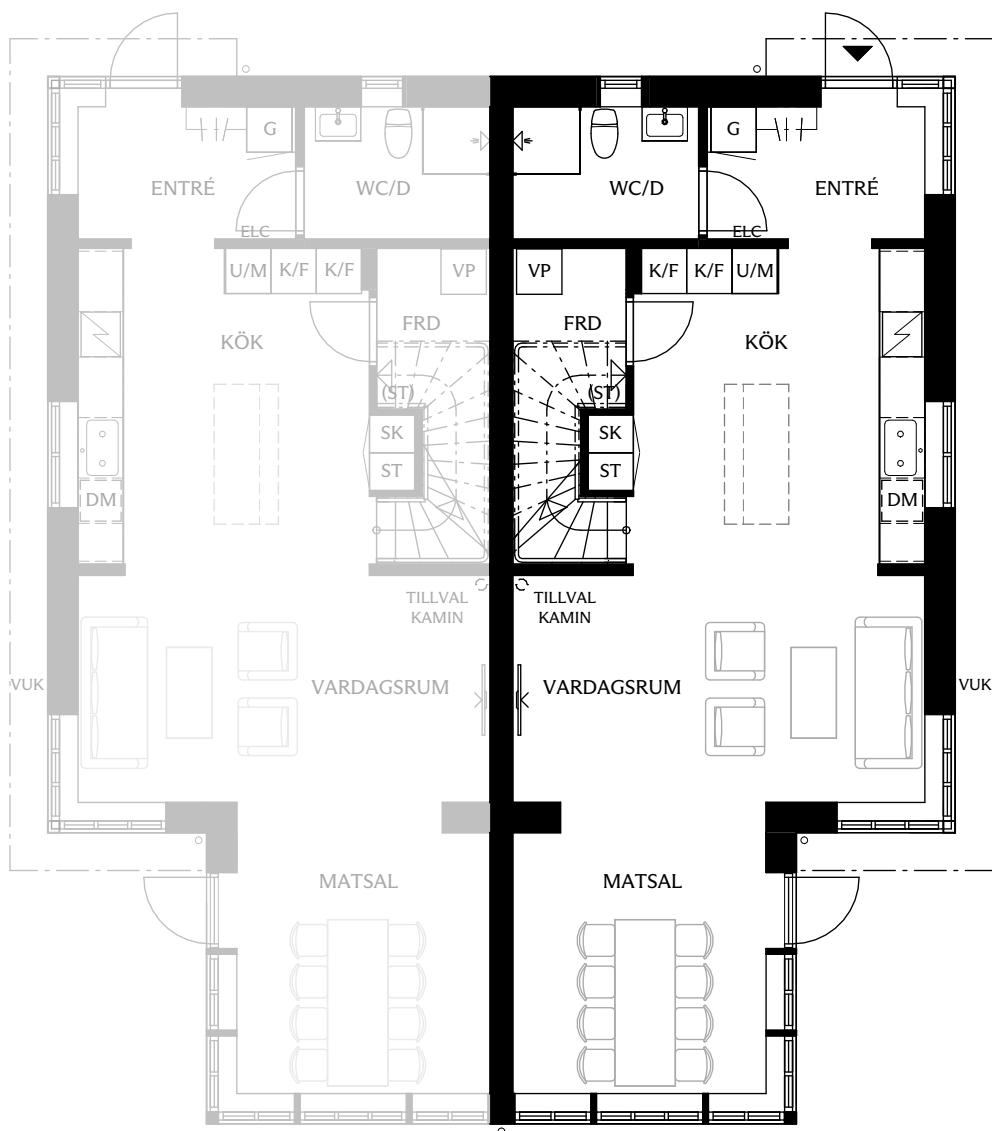 G
G
ENTRÉ
WC/D
WC/D
ENTRÉ
ELC
ELC
U/M
K/F
K/F
VP
VP
K/F
K/F
U/M
KÖK
FRD
FRD
KÖK
(ST)
(ST)
SK
SK
ST
ST
DM
DM
TILLVAL
KAMIN
TILLVAL
KAMIN
VUK
VARDAGSRUM
VARDAGSRUM
VUK
MATSAL
MATSAL